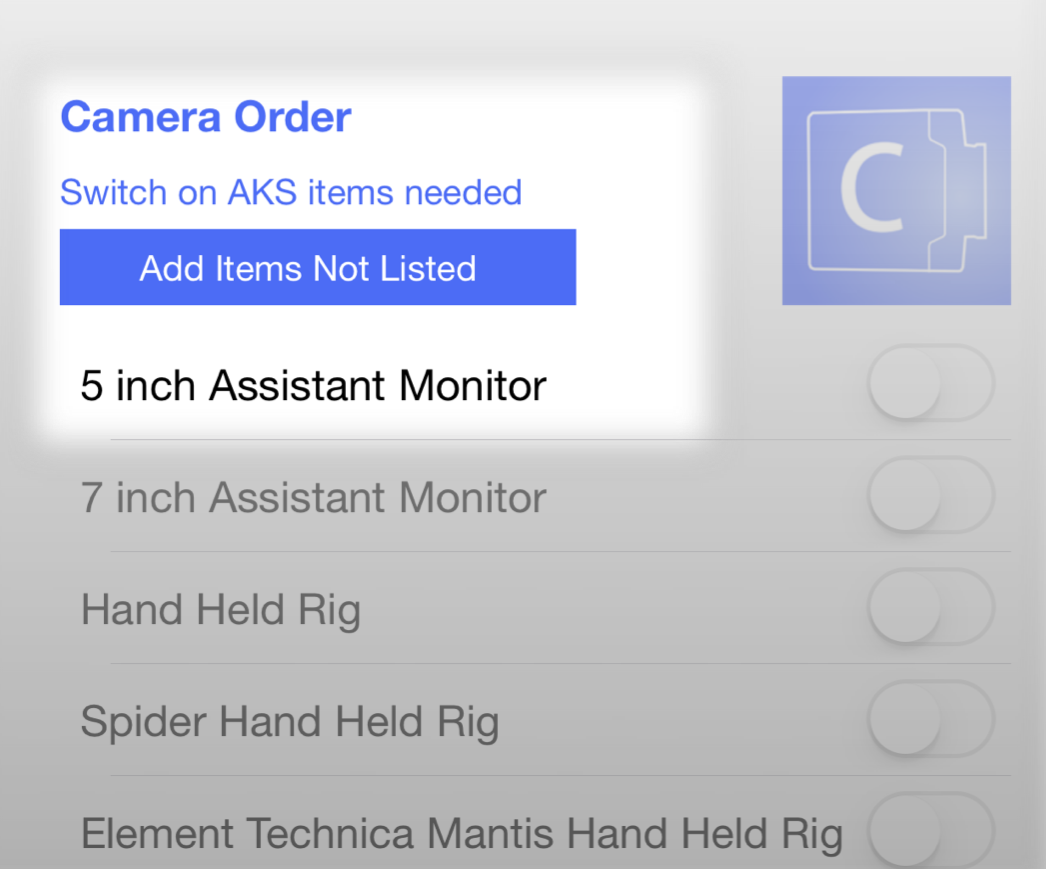 Camera Order
Switch on AKS items needed
Add Items Not Listed
C
5 inch Assistant Monitor
7 inch Assistant Monitor
Hand Held Rig
Spider Hand Held Rig
Element Technica Mantis Hand Held Rig